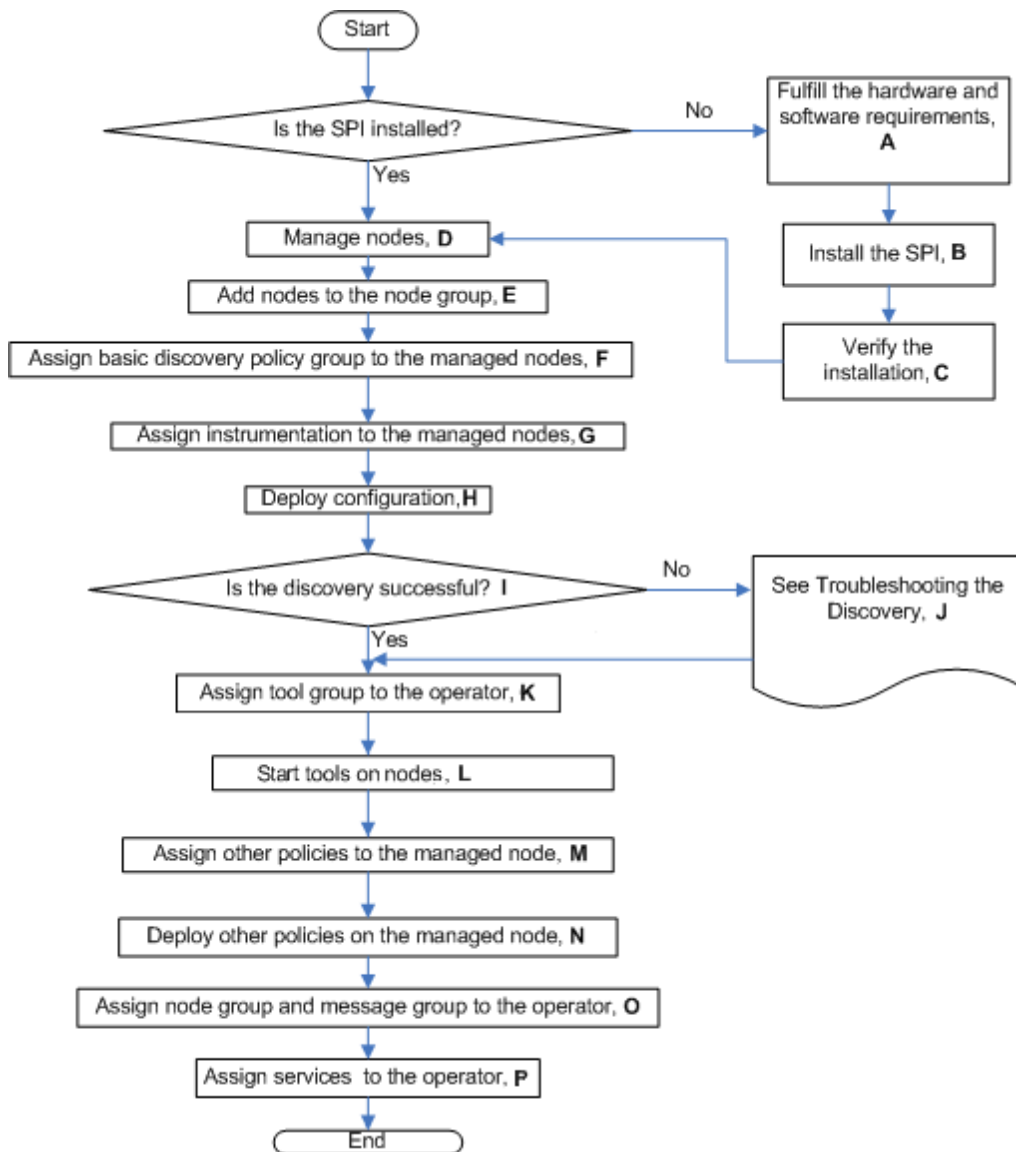 Start
Is the SPI installed?
No
Fulfill the hardware and
software requirements,
A
Yes
Manage nodes, D
Install the SPI, B
Add nodes to the node group, E
Verify the
installation, C
Assign basic discovery policy group to the managed nodes, F
Assign instrumentation to the managed nodes, G
Deploy configuration, H
Is the discovery successful? I
No
See Troubleshooting the
Discovery, J
Yes
Assign tool group to the operator, K
Start tools on nodes, L
Assign other policies to the managed node, M
Deploy other policies on the managed node, N
Assign node group and message group to the operator, O
Assign services to the operator, P
End